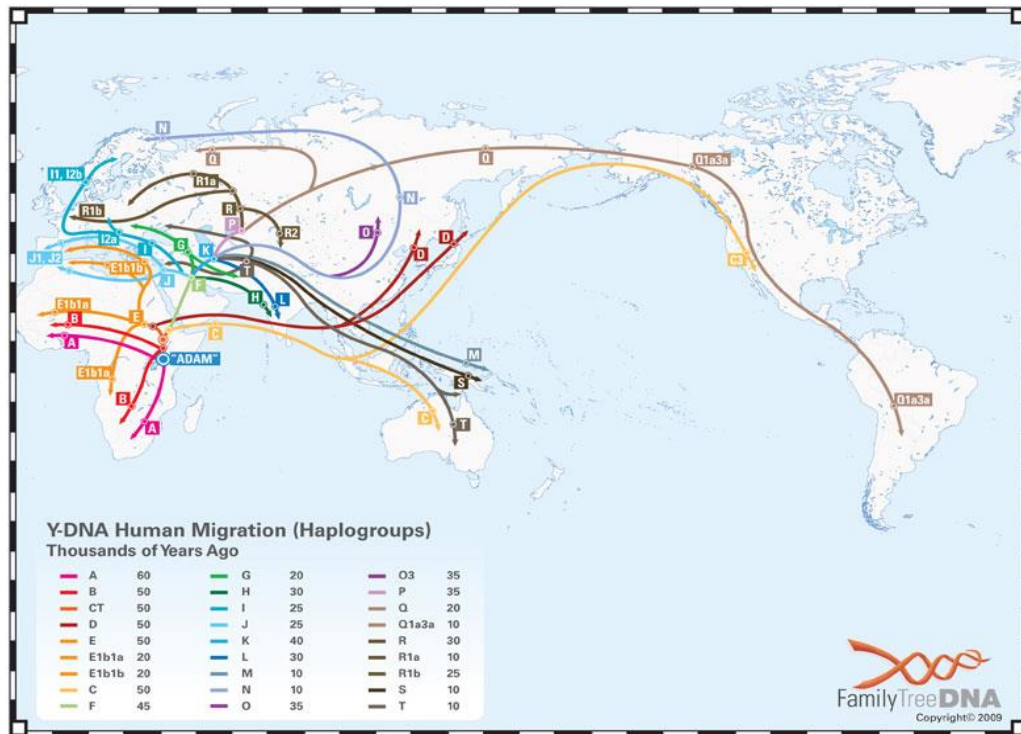 N
Q
Q
Q1a3a
I1, I2b
R1a
N
R1b
R
P
R2
O
D
D
I2a
I
G
K
C3
J1, J2
E1b1b
J
T
F
H
L
E1b1a
E
B
C
A
"ADAM"
M
E1b1a
S
B
A
C
T
Q1a3a
Y-DNA Human Migration (Haplogroups)
Thousands of Years Ago
A 60
B 50
CT 50
D 50
E 50
E1b1a 20
E1b1b 20
C 50
F 45
G 20
H 30
I 25
J 25
K 40
L 30
M 10
N 10
O 35
O3 35
P 35
Q 20
Q1a3a 10
R 30
R1a 10
R1b 25
S 10
T 10
FamilyTreeDNA
Copyright© 2009